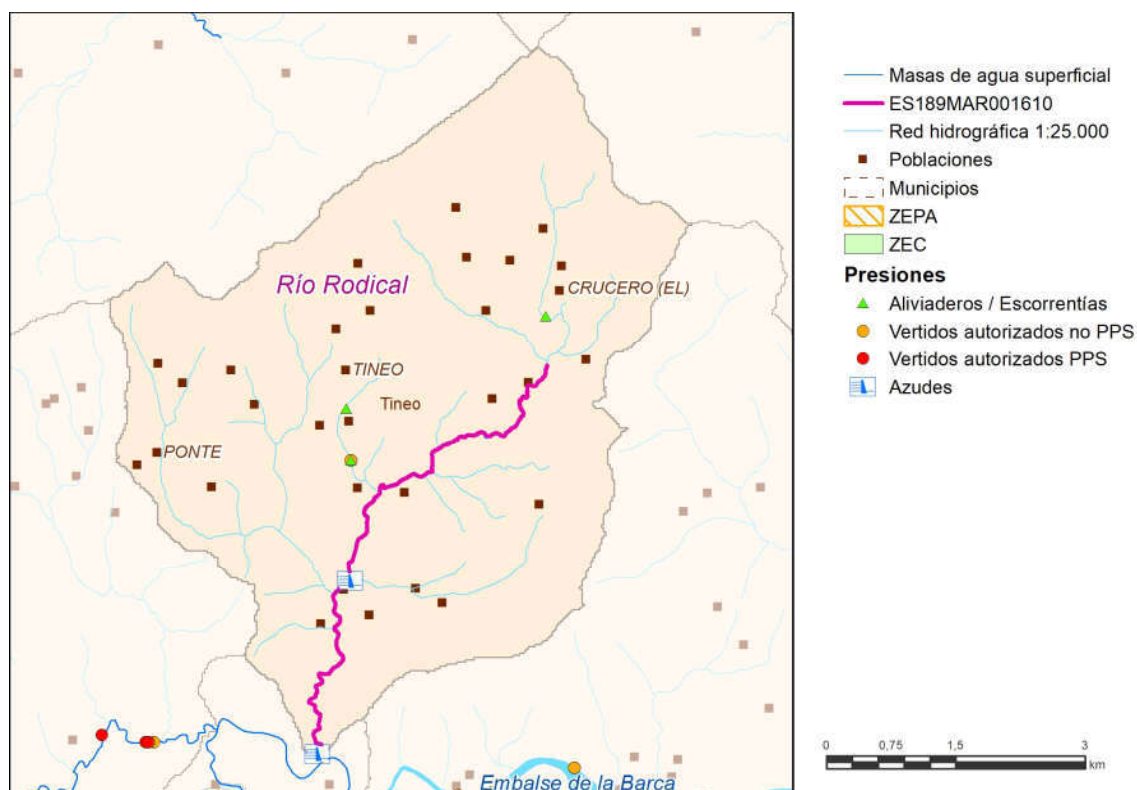 Río Rodical
CRUCERO (EL)
TINEO
Tineo
PONTE
Embalse de la Barca
Masas de agua superficial
ES189MAR001610
Red hidrográfica 1:25.000
Poblaciones
Municipios
ZEPA
ZEC
Presiones
Aliviaderos / Escorrentías
Vertidos autorizados no PPS
Vertidos autorizados PPS
Azudes
0 0,75 1,5 3
km